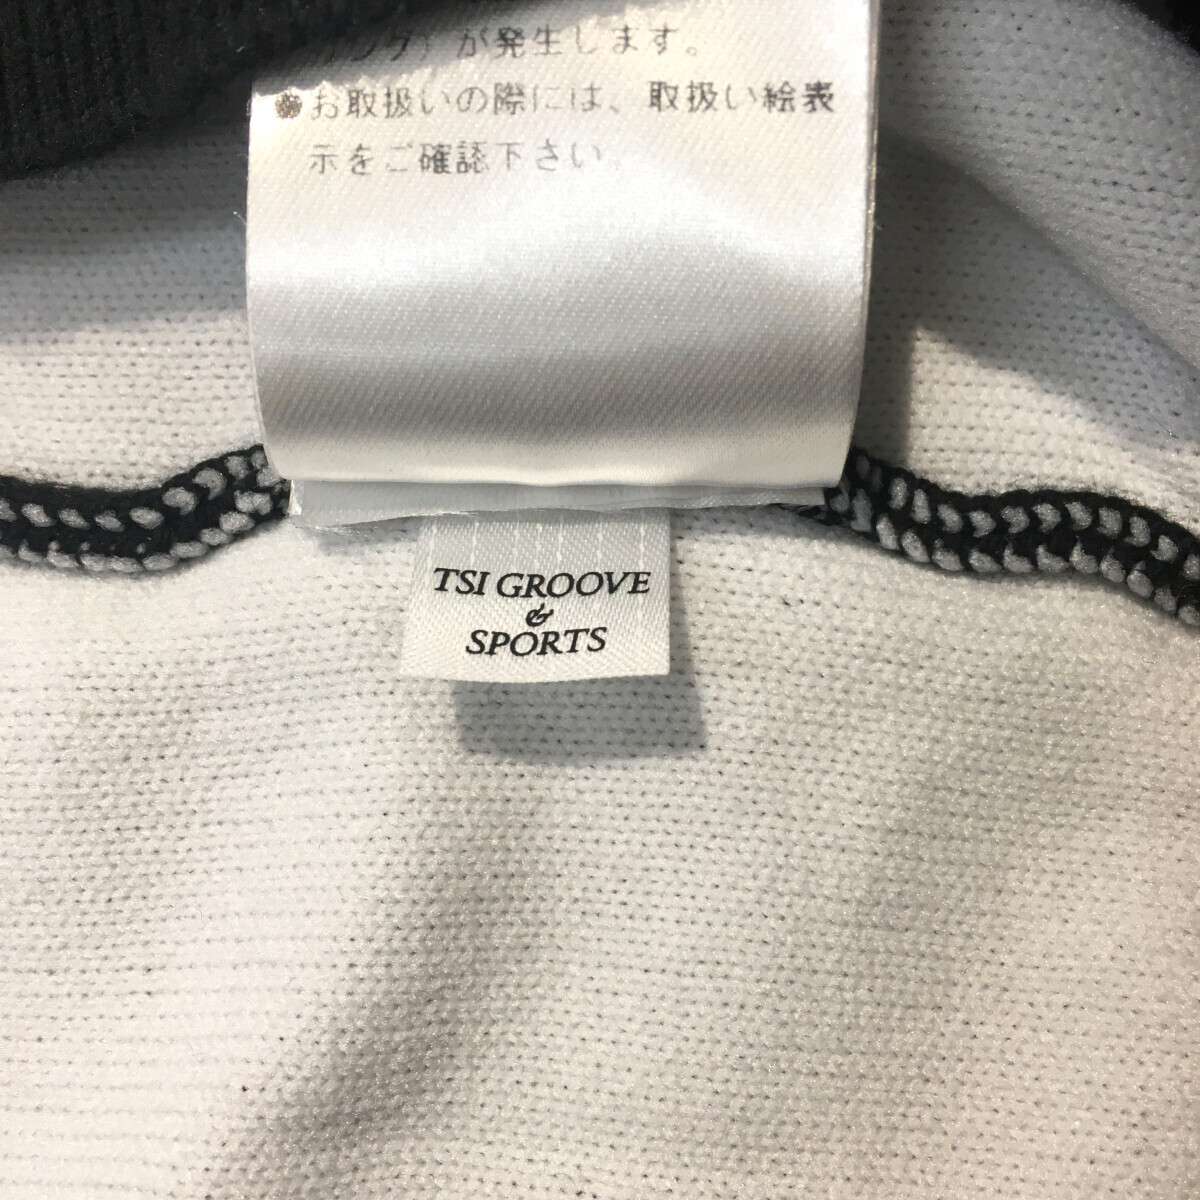 が発生します。
●お取扱いの際には、取扱い絵表
示をご確認下さい。
TSI GROOVE
&
SPORTS